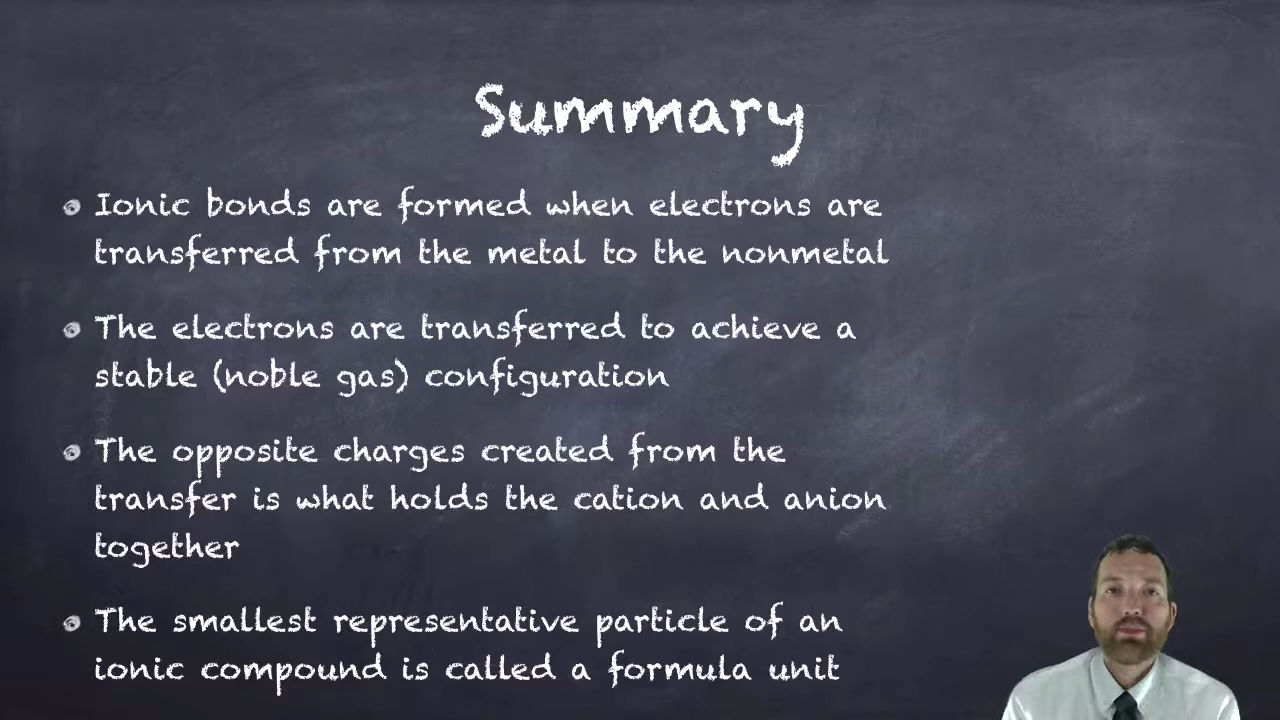 Summary
Ionic bonds are formed when electrons are
transferred from the metal to the nonmetal
The electrons are transferred to achieve a
stable (noble gas) configuration
The opposite charges created from the
transfer is what holds the cation and anion
together
The smallest representative particle of an
ionic compound is called a formula unit